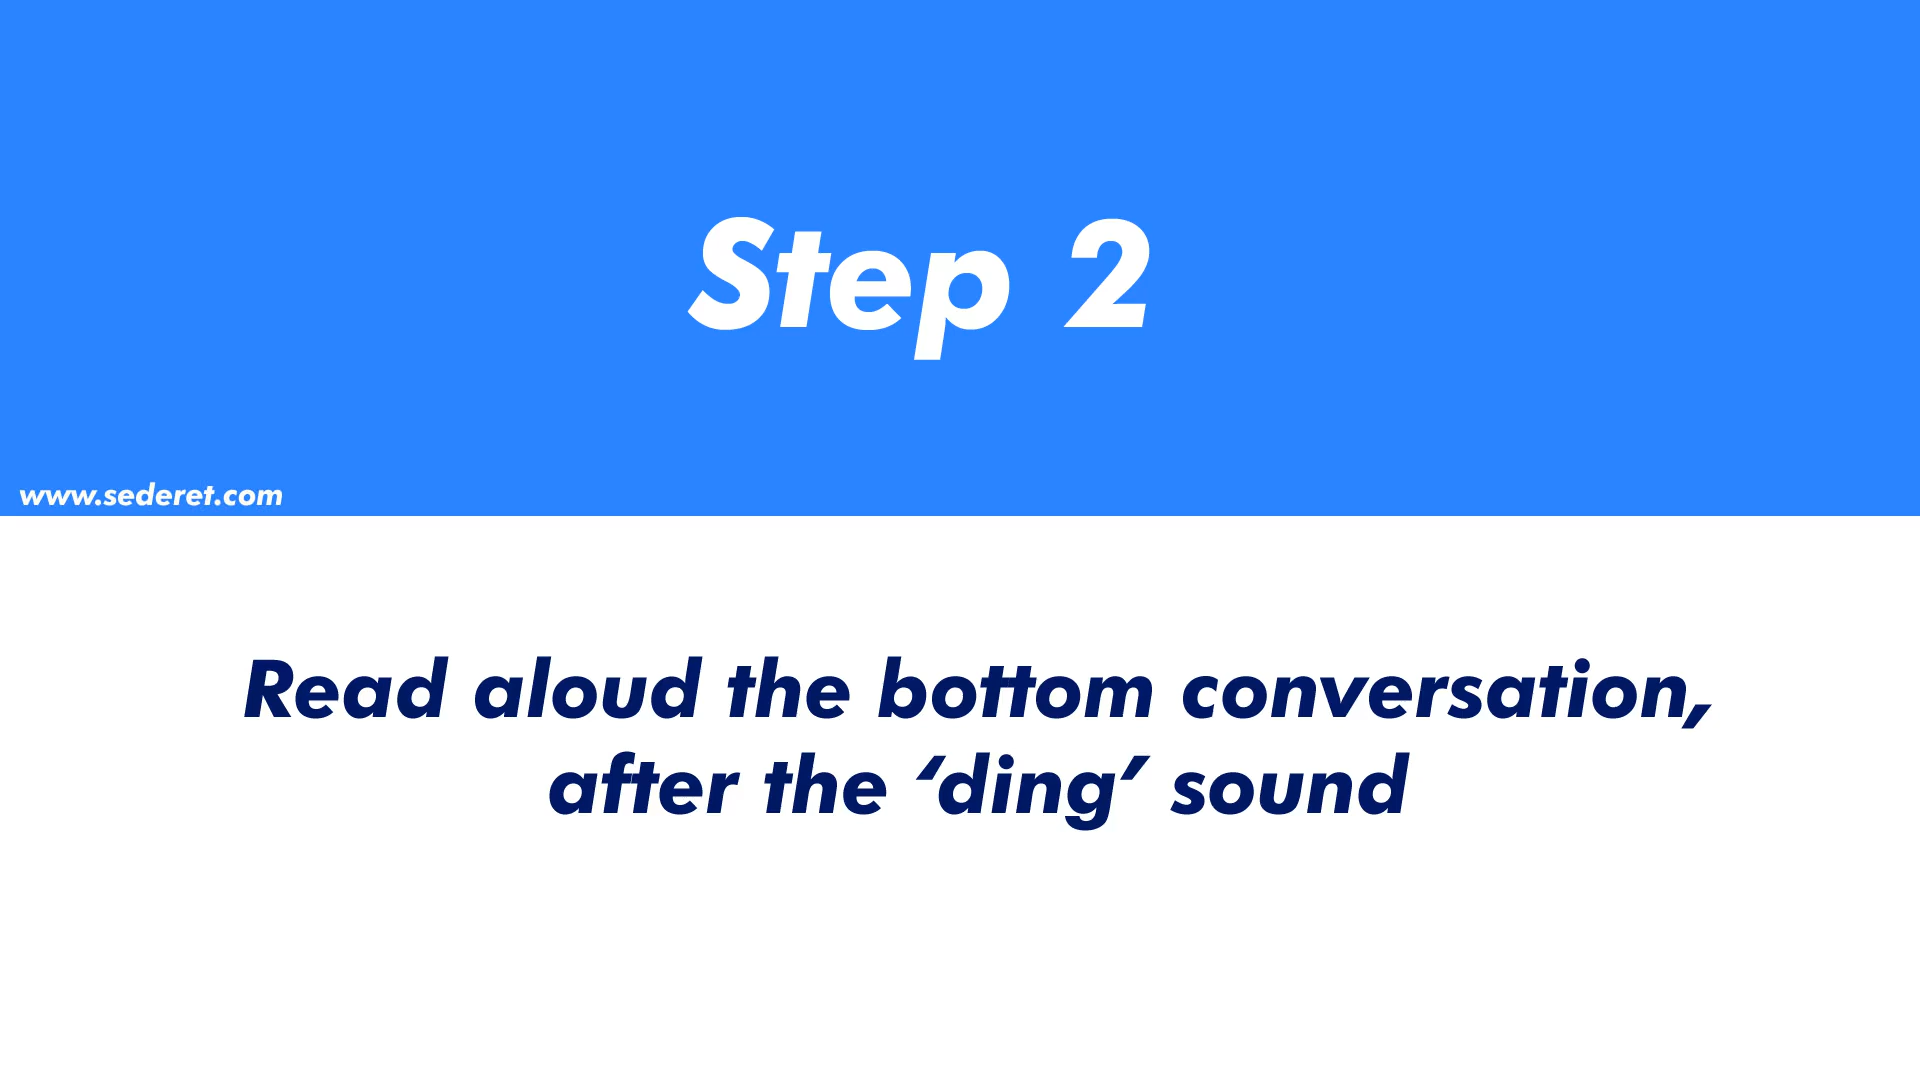 Step 2
www.sederet.com
Read aloud the bottom conversation,
after the ‘ding’ sound